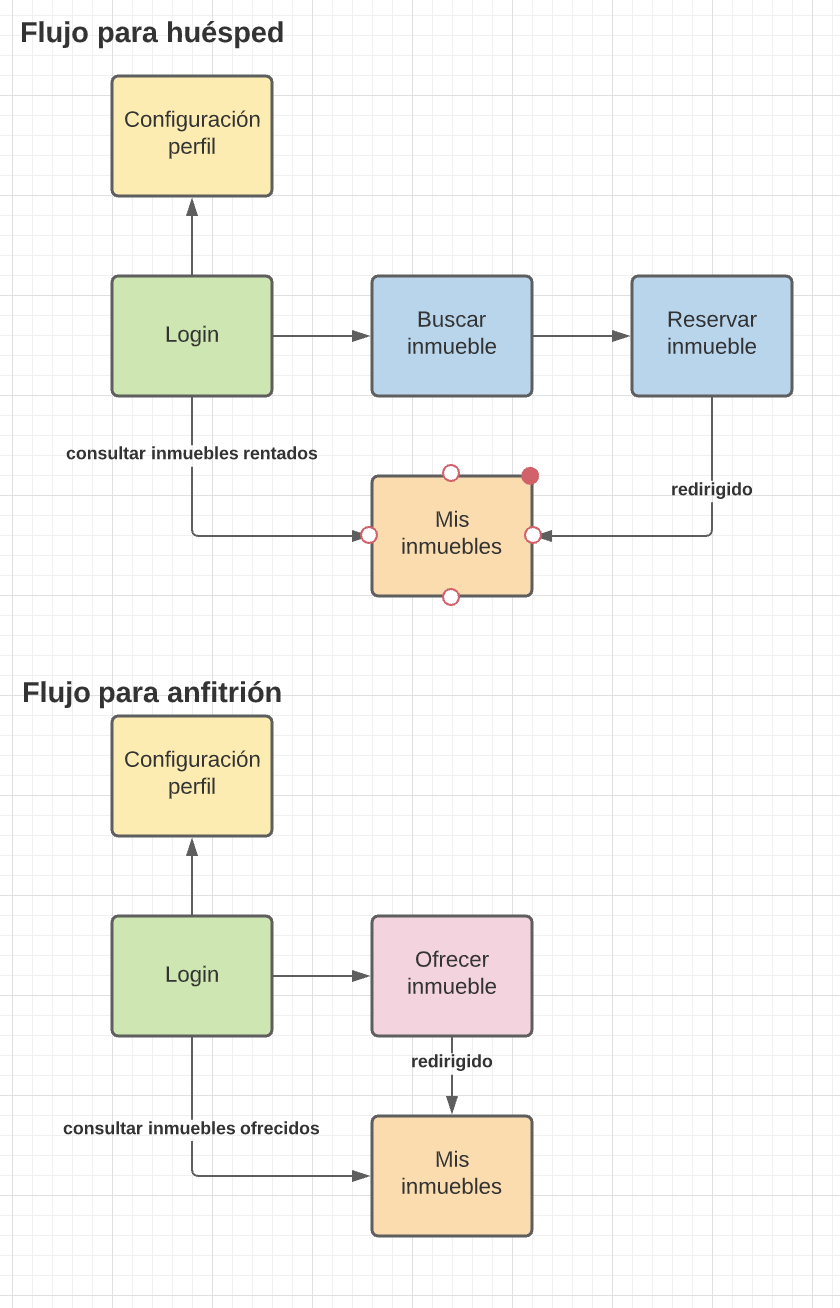 Flujo para huésped
Configuración
perfil
Login
Buscar
inmueble
Reservar
inmueble
consultar inmuebles rentados
redirigido
Mis
inmuebles
Flujo para anfitrión
Configuración
perfil
Login
Ofrecer
inmueble
redirigido
consultar inmuebles ofrecidos
Mis
inmuebles